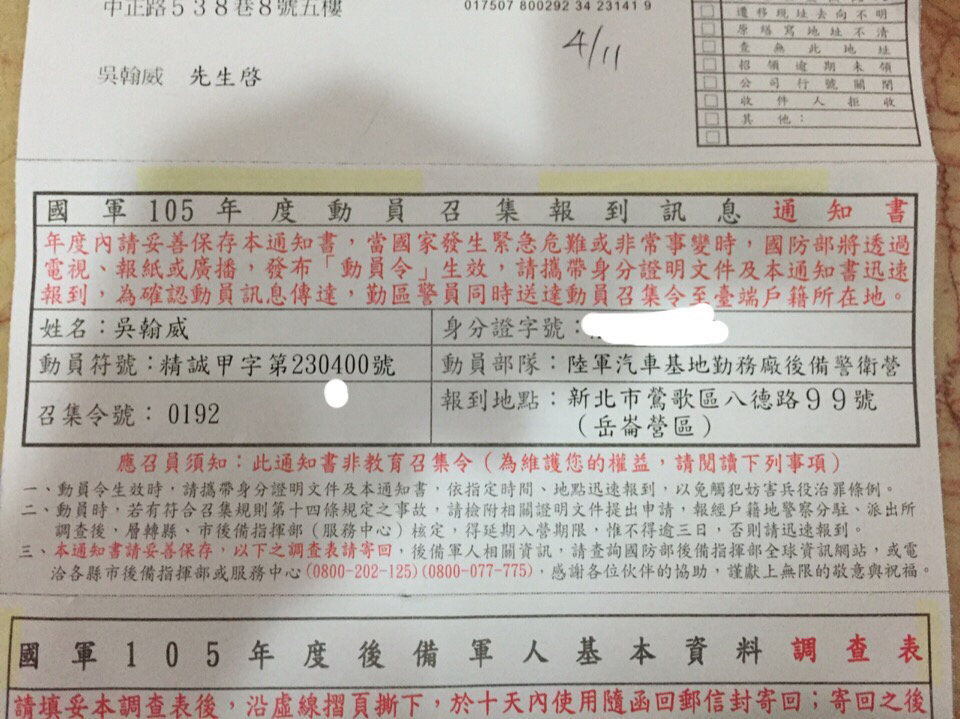 中正路５３８巷8號五樓
017507 800292 34 23141 9
4/11
吳翰威　先生啓
遷移現址去向不明
原繕寫地址不清
查無此地址
招領逾期未領
公司行號關閉
收件人拒收
其他：
國軍105年度動員召集報到訊息通知書
年度內請妥善保存本通知書，當國家發生緊急危難或非常事變時，國防部將透過
電視、報紙或廣播，發布「動員令」生效，請攜帶身分證明文件及本通知書迅速
報到，為確認動員訊息傳達，勤區警員同時送達動員召集令至臺端戶籍所在地。
姓名：吳翰威
身分證字號：
動員符號：精誠甲字第230400號
動員部隊：陸軍汽車基地勤務廠後備警衛營
召集令號： 0192
報到地點：新北市鶯歌區八德路９９號
（岳崙營區）
應召員須知：此通知書非教育召集令（為維護您的權益，請閱讀下列事項）
一、動員令生效時，請攜帶身分證明文件及本通知書，依指定時間、地點迅速報到，以免觸犯妨害兵役治罪條例。
二、動員時，若有符合召集規則第十四條規定之事故，請檢附相關證明文件提出申請，報經戶籍地警察分駐、派出所
調查後，層轉縣、市後備指揮部（服務中心）核定，得延期入營期限，惟不得逾三日，否則請迅速報到。
三、本通知書請妥善保存，以下之調查表請寄回，後備軍人相關資訊，請查詢國防部後備指揮部全球資訊網站，或電
洽各縣市後備指揮部或服務中心(0800-202-125)(0800-077-775)．感謝各位伙伴的協助，謹獻上無限的敬意與祝福。
國軍105年度後備軍人基本資料調查表
請填妥本調查表後，沿虛線摺頁撕下，於十天內使用隨函回郵信封寄回；寄回之後